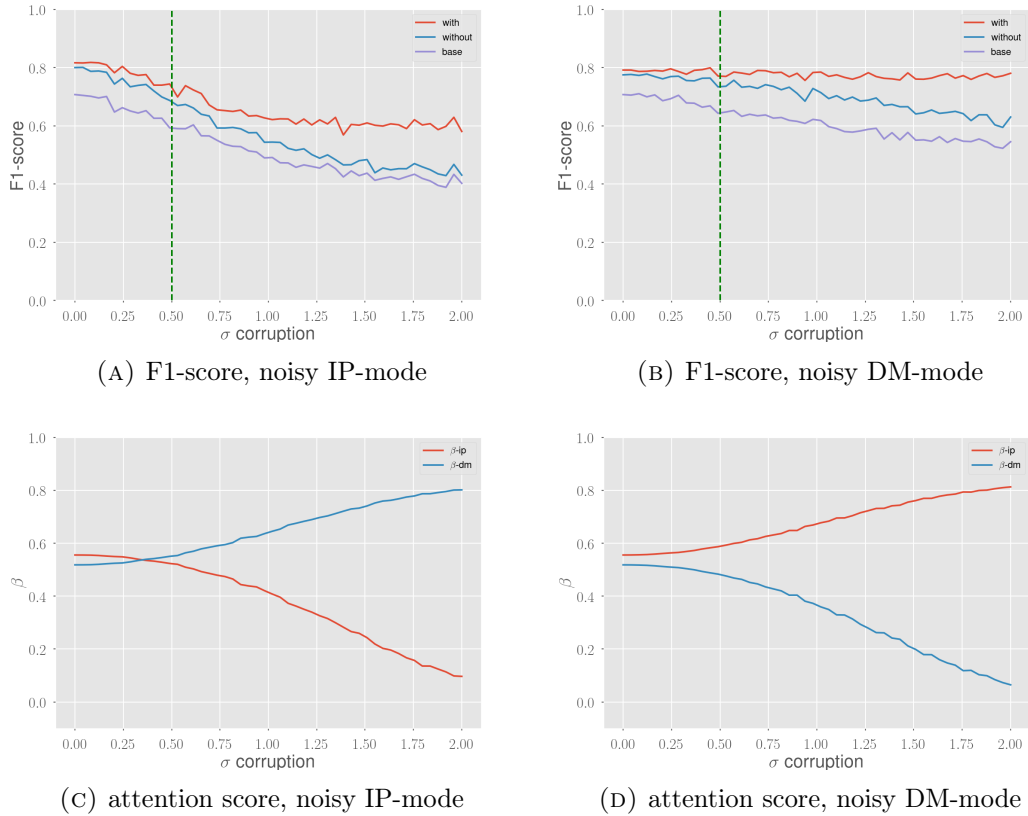 1.0
0.8
0.6
0.4
0.2
0.0
F1-score
with
without
base
0.00 0.25 0.50 0.75 1.00 1.25 1.50 1.75 2.00
σ corruption
(A) F1-score, noisy IP-mode
1.0
0.8
0.6
0.4
0.2
0.0
F1-score
with
without
base
0.00 0.25 0.50 0.75 1.00 1.25 1.50 1.75 2.00
σ corruption
(B) F1-score, noisy DM-mode
1.0
0.8
0.6
0.4
0.2
0.0
β
β-ip
β-dm
0.00 0.25 0.50 0.75 1.00 1.25 1.50 1.75 2.00
σ corruption
(C) attention score, noisy IP-mode
1.0
0.8
0.6
0.4
0.2
0.0
β
β-ip
β-dm
0.00 0.25 0.50 0.75 1.00 1.25 1.50 1.75 2.00
σ corruption
(D) attention score, noisy DM-mode